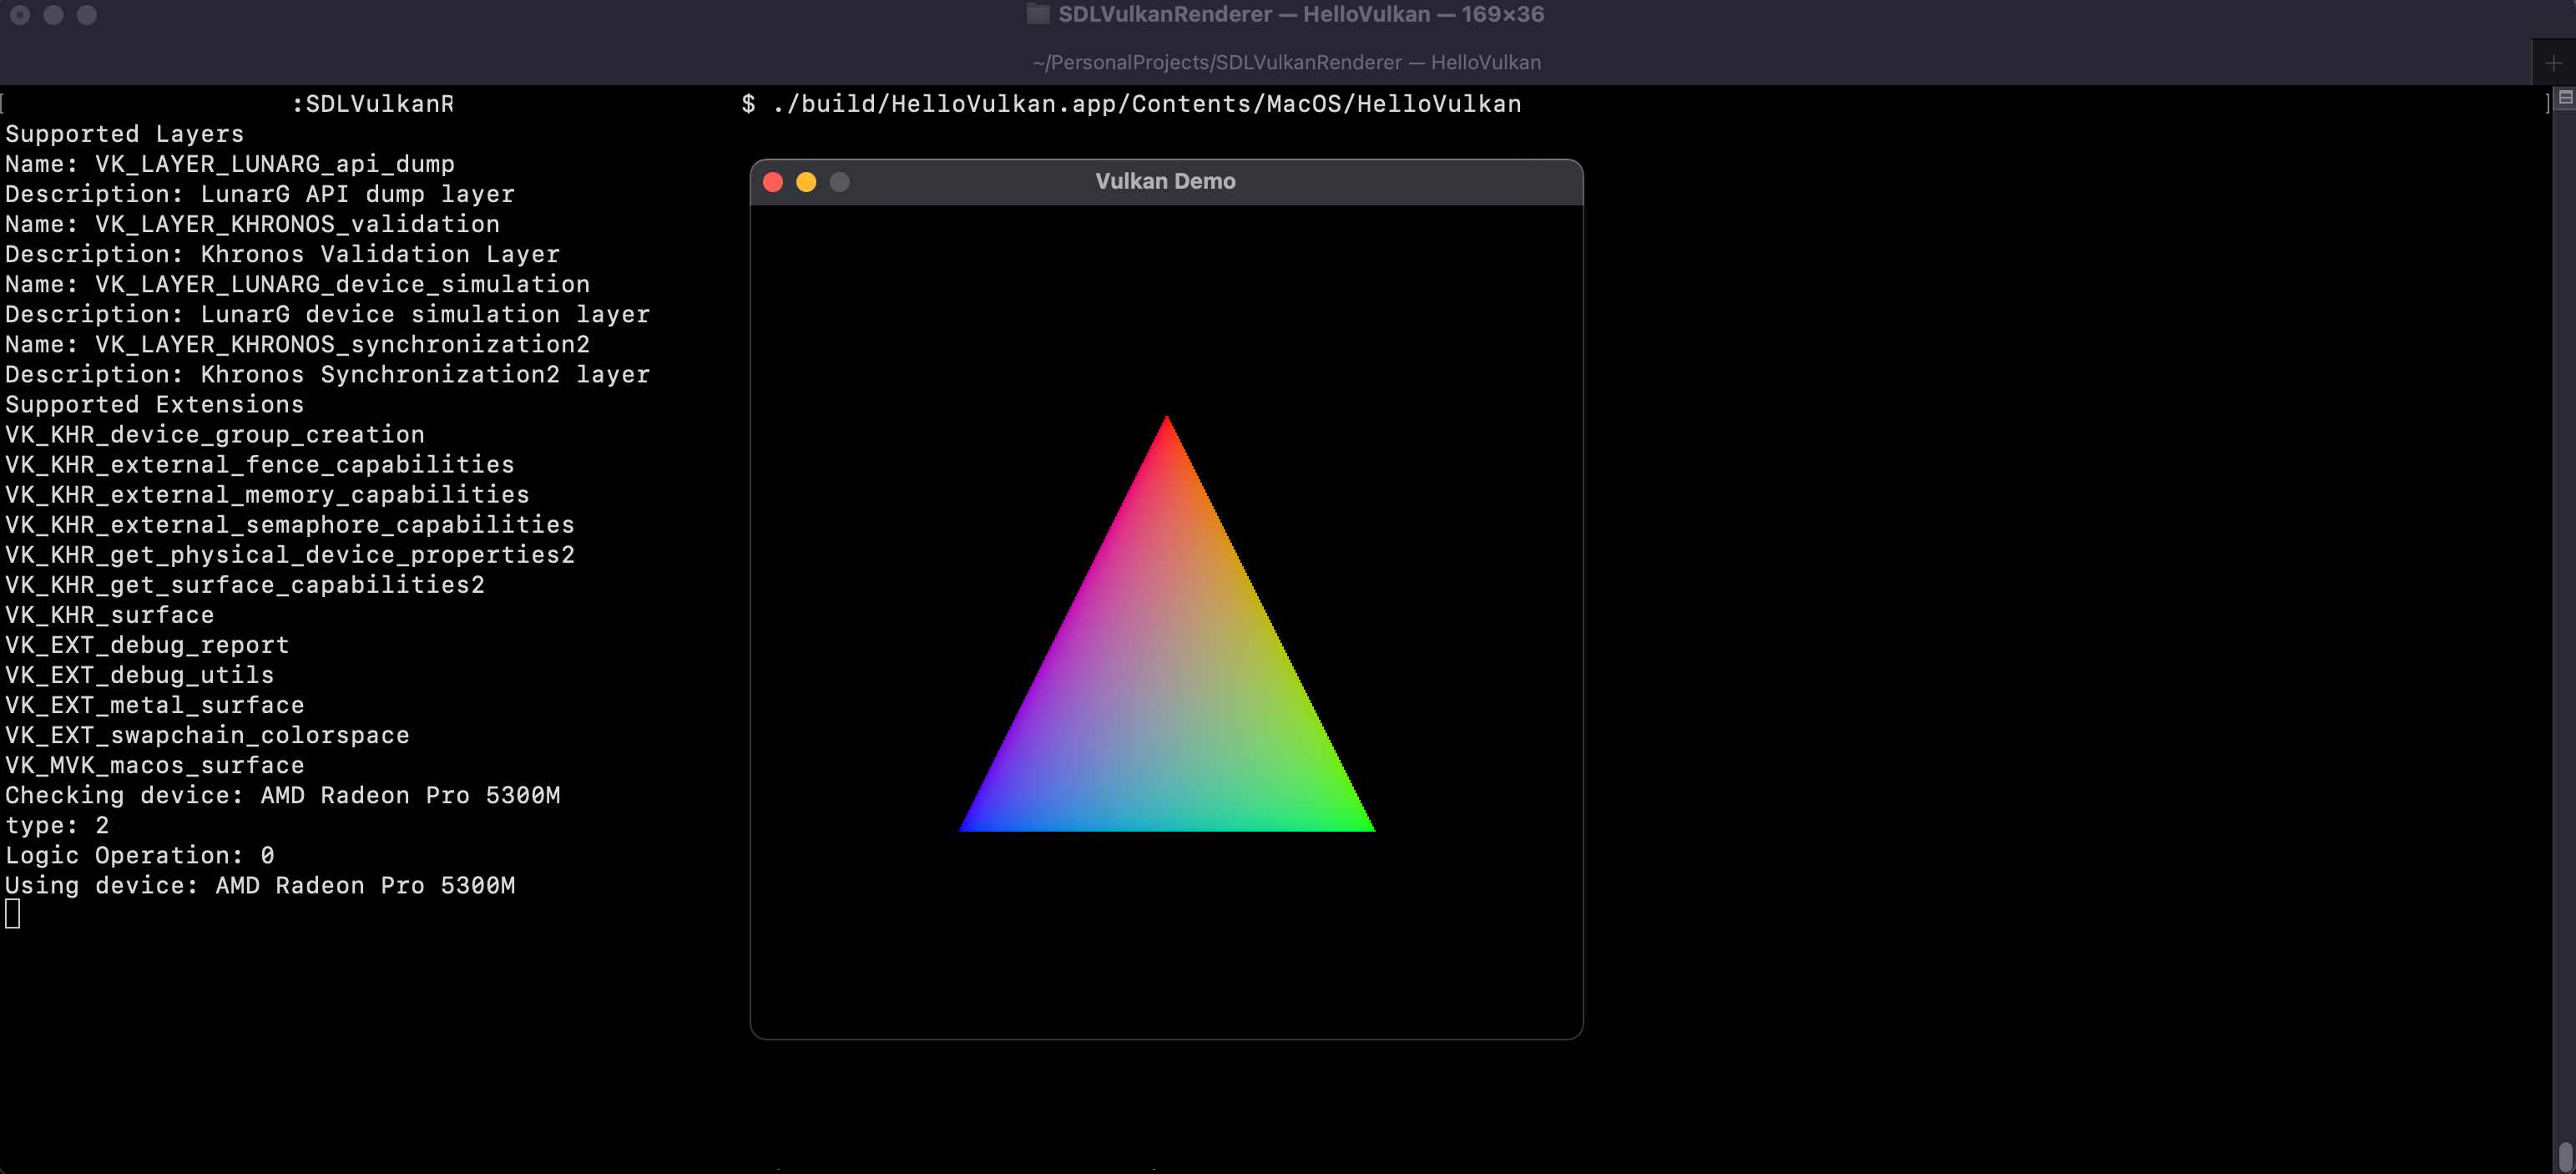 SDLVulkanRenderer — HelloVulkan — 169×36
~/PersonalProjects/SDLVulkanRenderer — HelloVulkan
[ :SDLVulkanR $ ./build/HelloVulkan.app/Contents/MacOS/HelloVulkan ]
Supported Layers
Name: VK_LAYER_LUNARG_api_dump
Description: LunarG API dump layer
Name: VK_LAYER_KHRONOS_validation
Description: Khronos Validation Layer
Name: VK_LAYER_LUNARG_device_simulation
Description: LunarG device simulation layer
Name: VK_LAYER_KHRONOS_synchronization2
Description: Khronos Synchronization2 layer
Supported Extensions
VK_KHR_device_group_creation
VK_KHR_external_fence_capabilities
VK_KHR_external_memory_capabilities
VK_KHR_external_semaphore_capabilities
VK_KHR_get_physical_device_properties2
VK_KHR_get_surface_capabilities2
VK_KHR_surface
VK_EXT_debug_report
VK_EXT_debug_utils
VK_EXT_metal_surface
VK_EXT_swapchain_colorspace
VK_MVK_macos_surface
Checking device: AMD Radeon Pro 5300M
type: 2
Logic Operation: 0
Using device: AMD Radeon Pro 5300M
Vulkan Demo